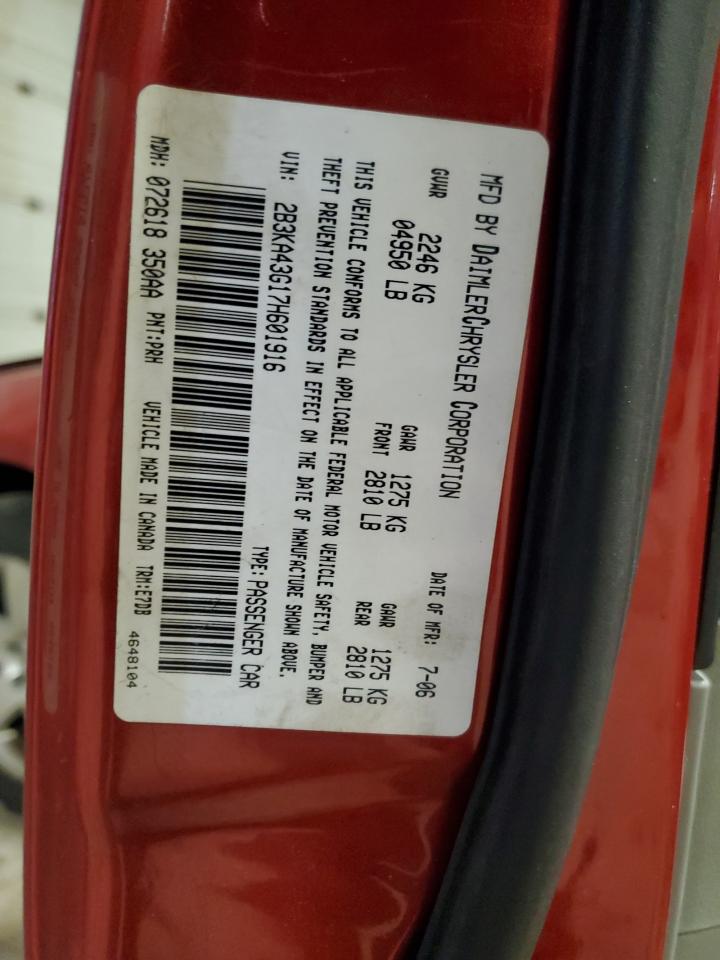 MFD BY DAIMLERCHRYSLER CORPORATION DATE OF MFR: 7-06
GVWR 2246 KG GAWR 1275 KG GAWR 1275 KG
04950 LB FRONT 2810 LB REAR 2810 LB
THIS VEHICLE CONFORMS TO ALL APPLICABLE FEDERAL MOTOR VEHICLE SAFETY, BUMPER AND
THEFT PREVENTION STANDARDS IN EFFECT ON THE DATE OF MANUFACTURE SHOWN ABOVE.
VIN: 2B3KA43G17H601916 TYPE: PASSENGER CAR
MDH: 072618 350AA PNT:PRH VEHICLE MADE IN CANADA TRM:E7DB
4648104